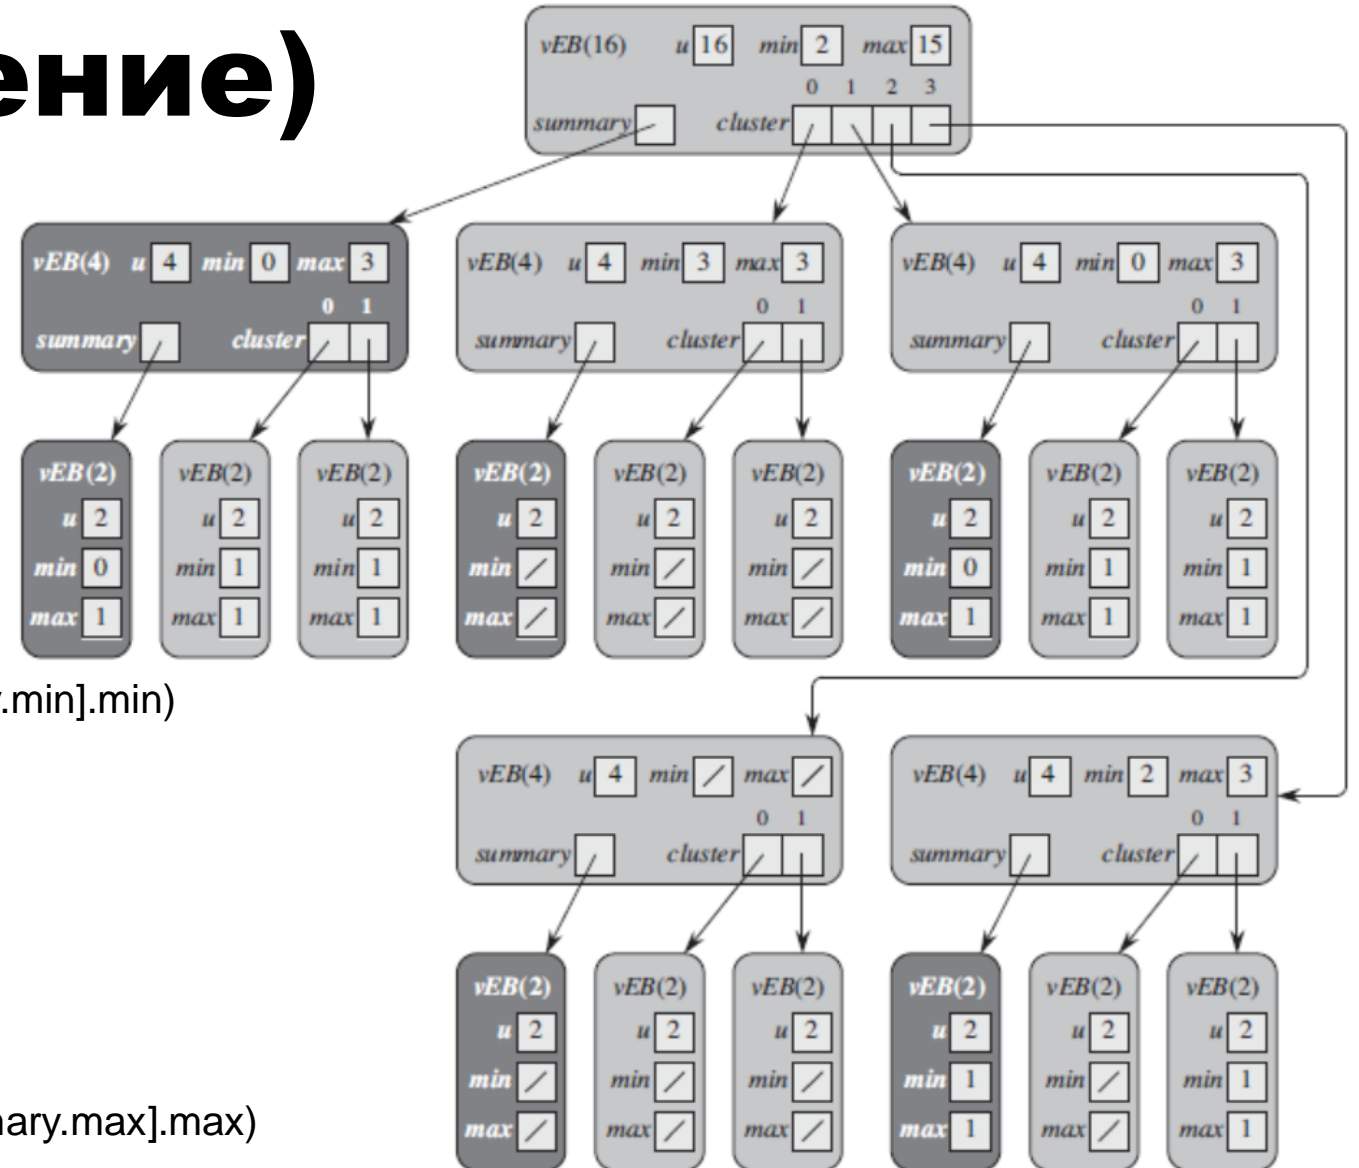 ение)
vEB(16) u 16 min 2 max 15
0 1 2 3
summary cluster
vEB(4) u 4 min 0 max 3
0 1
summary cluster
vEB(4) u 4 min 3 max 3
0 1
summary cluster
vEB(4) u 4 min 0 max 3
0 1
summary cluster
vEB(2)
u 2
min 0
max 1
vEB(2)
u 2
min 1
max 1
vEB(2)
u 2
min 1
max 1
vEB(2)
u 2
min /
max /
vEB(2)
u 2
min /
max /
vEB(2)
u 2
min /
max /
vEB(2)
u 2
min 0
max 1
vEB(2)
u 2
min 1
max 1
vEB(2)
u 2
min 1
max 1
.min].min)
vEB(4) u 4 min / max /
0 1
summary cluster
vEB(4) u 4 min 2 max 3
0 1
summary cluster
vEB(2)
u 2
min /
max /
vEB(2)
u 2
min /
max /
vEB(2)
u 2
min /
max /
vEB(2)
u 2
min 1
max 1
vEB(2)
u 2
min /
max /
vEB(2)
u 2
min 1
max 1
mary.max].max)